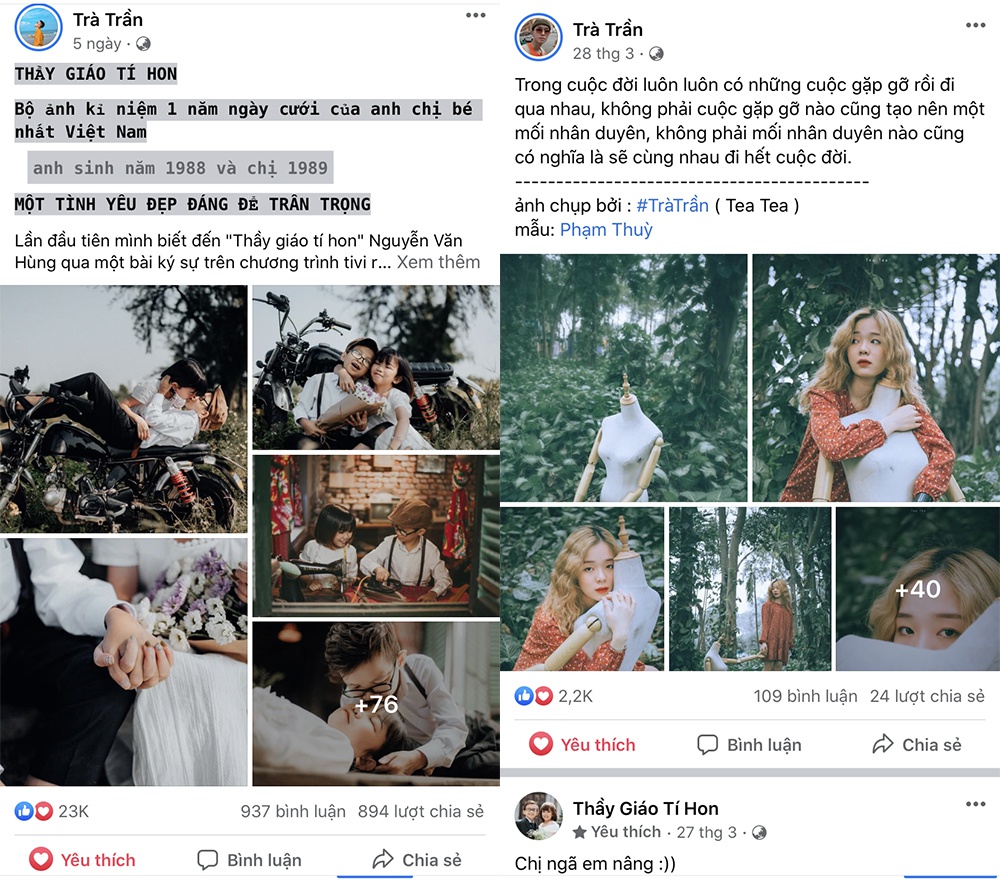 Trà Trần
5 ngày ·
THẦY GIÁO TÍ HON
Bộ ảnh kỉ niệm 1 năm ngày cưới của anh chị bé
nhất Việt Nam
anh sinh năm 1988 và chị 1989
MỘT TÌNH YÊU ĐẸP ĐÁNG ĐỂ TRÂN TRỌNG
Lần đầu tiên mình biết đến "Thầy giáo tí hon" Nguyễn Văn
Hùng qua một bài ký sự trên chương trình tivi r... Xem thêm
+76
23K 937 bình luận 894 lượt chia sẻ
Yêu thích Bình luận Chia sẻ
Trà Trần
28 thg 3 ·
Trong cuộc đời luôn luôn có những cuộc gặp gỡ rồi đi
qua nhau, không phải cuộc gặp gỡ nào cũng tạo nên một
mối nhân duyên, không phải mối nhân duyên nào cũng
có nghĩa là sẽ cùng nhau đi hết cuộc đời.
-------------------------------------------
ảnh chụp bởi : #TràTrần ( Tea Tea )
mẫu: Phạm Thuỳ
+40
2,2K 109 bình luận 24 lượt chia sẻ
Yêu thích Bình luận Chia sẻ
Thầy Giáo Tí Hon
Yêu thích · 27 thg 3 ·
Chị ngã em nâng :))